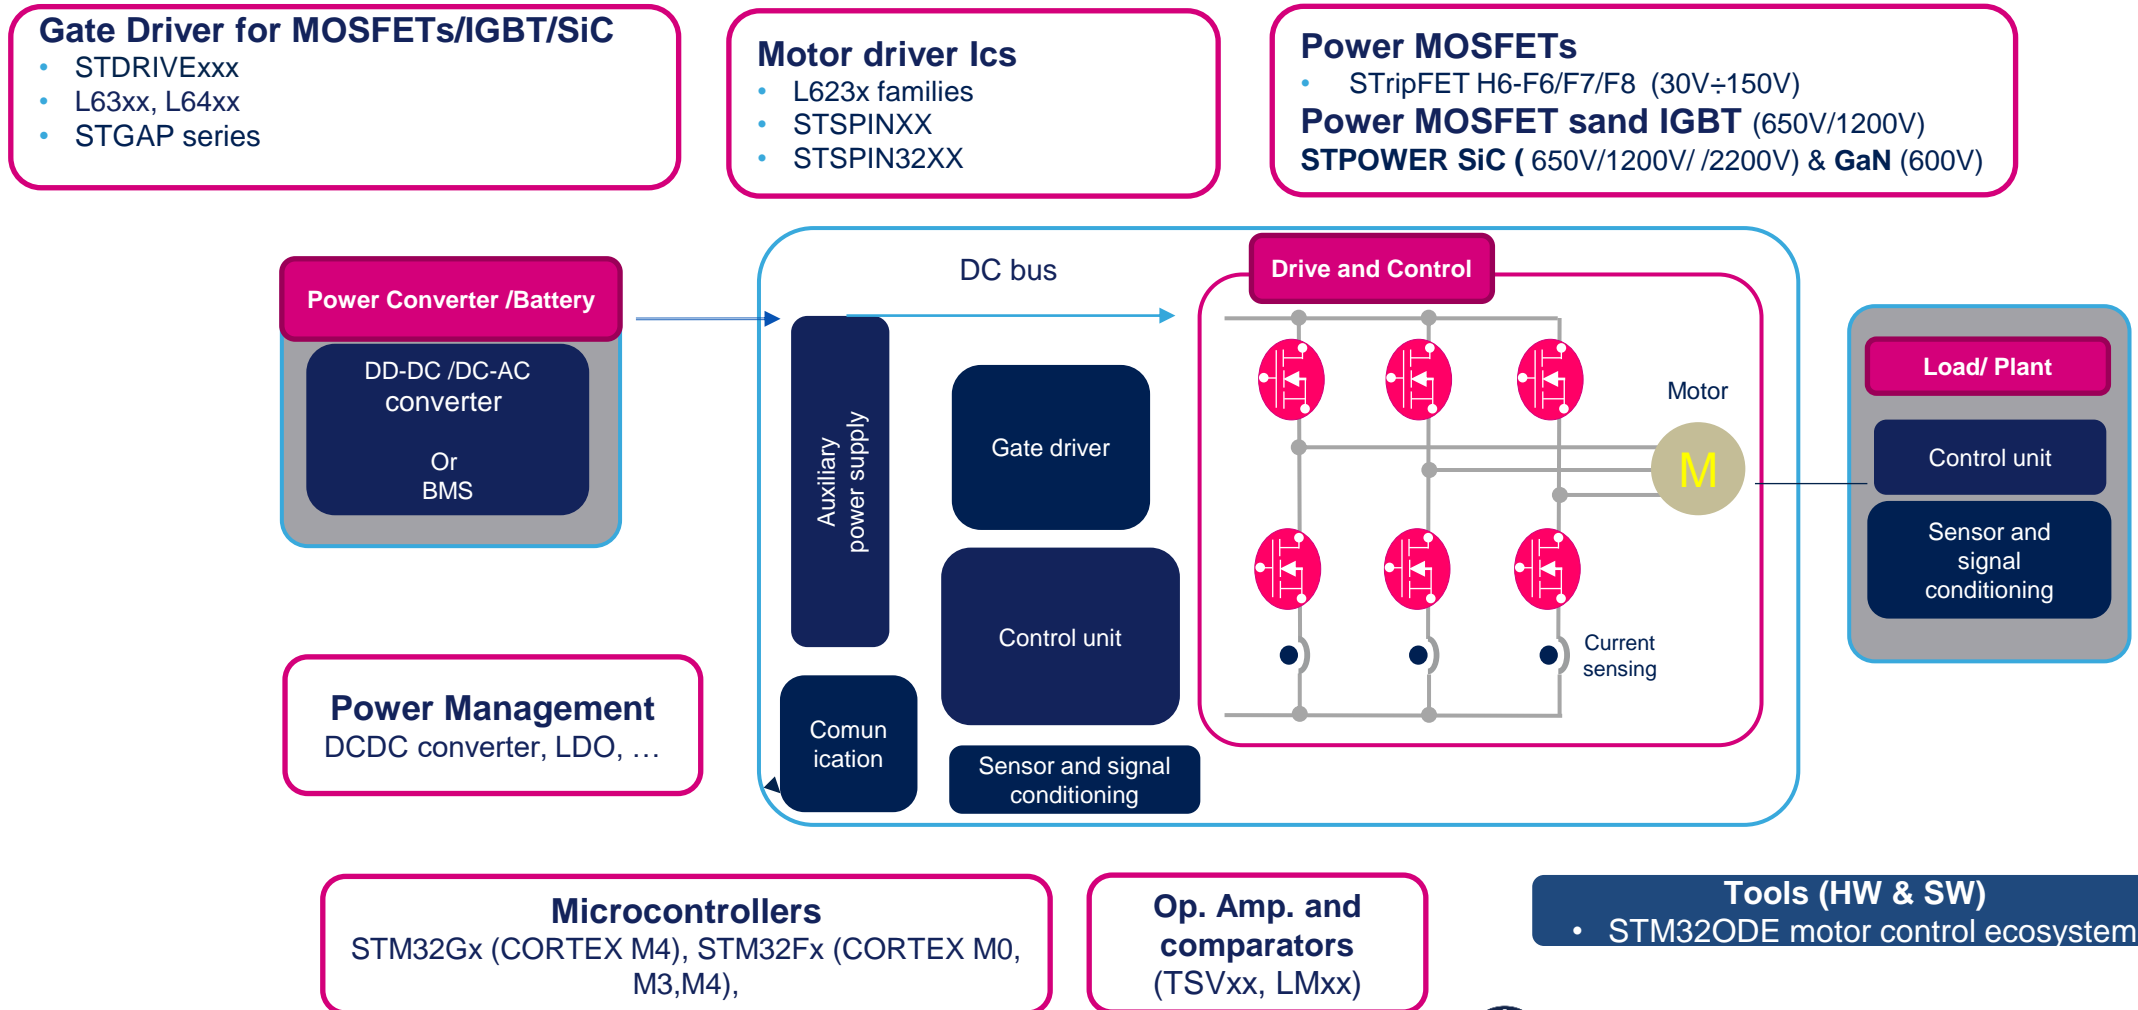 Gate Driver for MOSFETs/IGBT/SiC
• STDRIVExxx
• L63xx, L64xx
• STGAP series
Motor driver Ics
• L623x families
• STSPINXX
• STSPIN32XX
Power MOSFETs
• STripFET H6-F6/F7/F8 (30V÷150V)
Power MOSFET sand IGBT (650V/1200V)
STPOWER SiC ( 650V/1200V/ /2200V) & GaN (600V)
Power Converter /Battery
DD-DC /DC-AC
converter
Or
BMS
DC bus
Auxiliary
power supply
Gate driver
Control unit
Comun
ication
Sensor and signal
conditioning
Drive and Control
Motor
M
Current
sensing
Load/ Plant
Control unit
Sensor and
signal
conditioning
Power Management
DCDC converter, LDO, …
Microcontrollers
STM32Gx (CORTEX M4), STM32Fx (CORTEX M0,
M3,M4),
Op. Amp. and
comparators
(TSVxx, LMxx)
Tools (HW & SW)
• STM32ODE motor control ecosystem